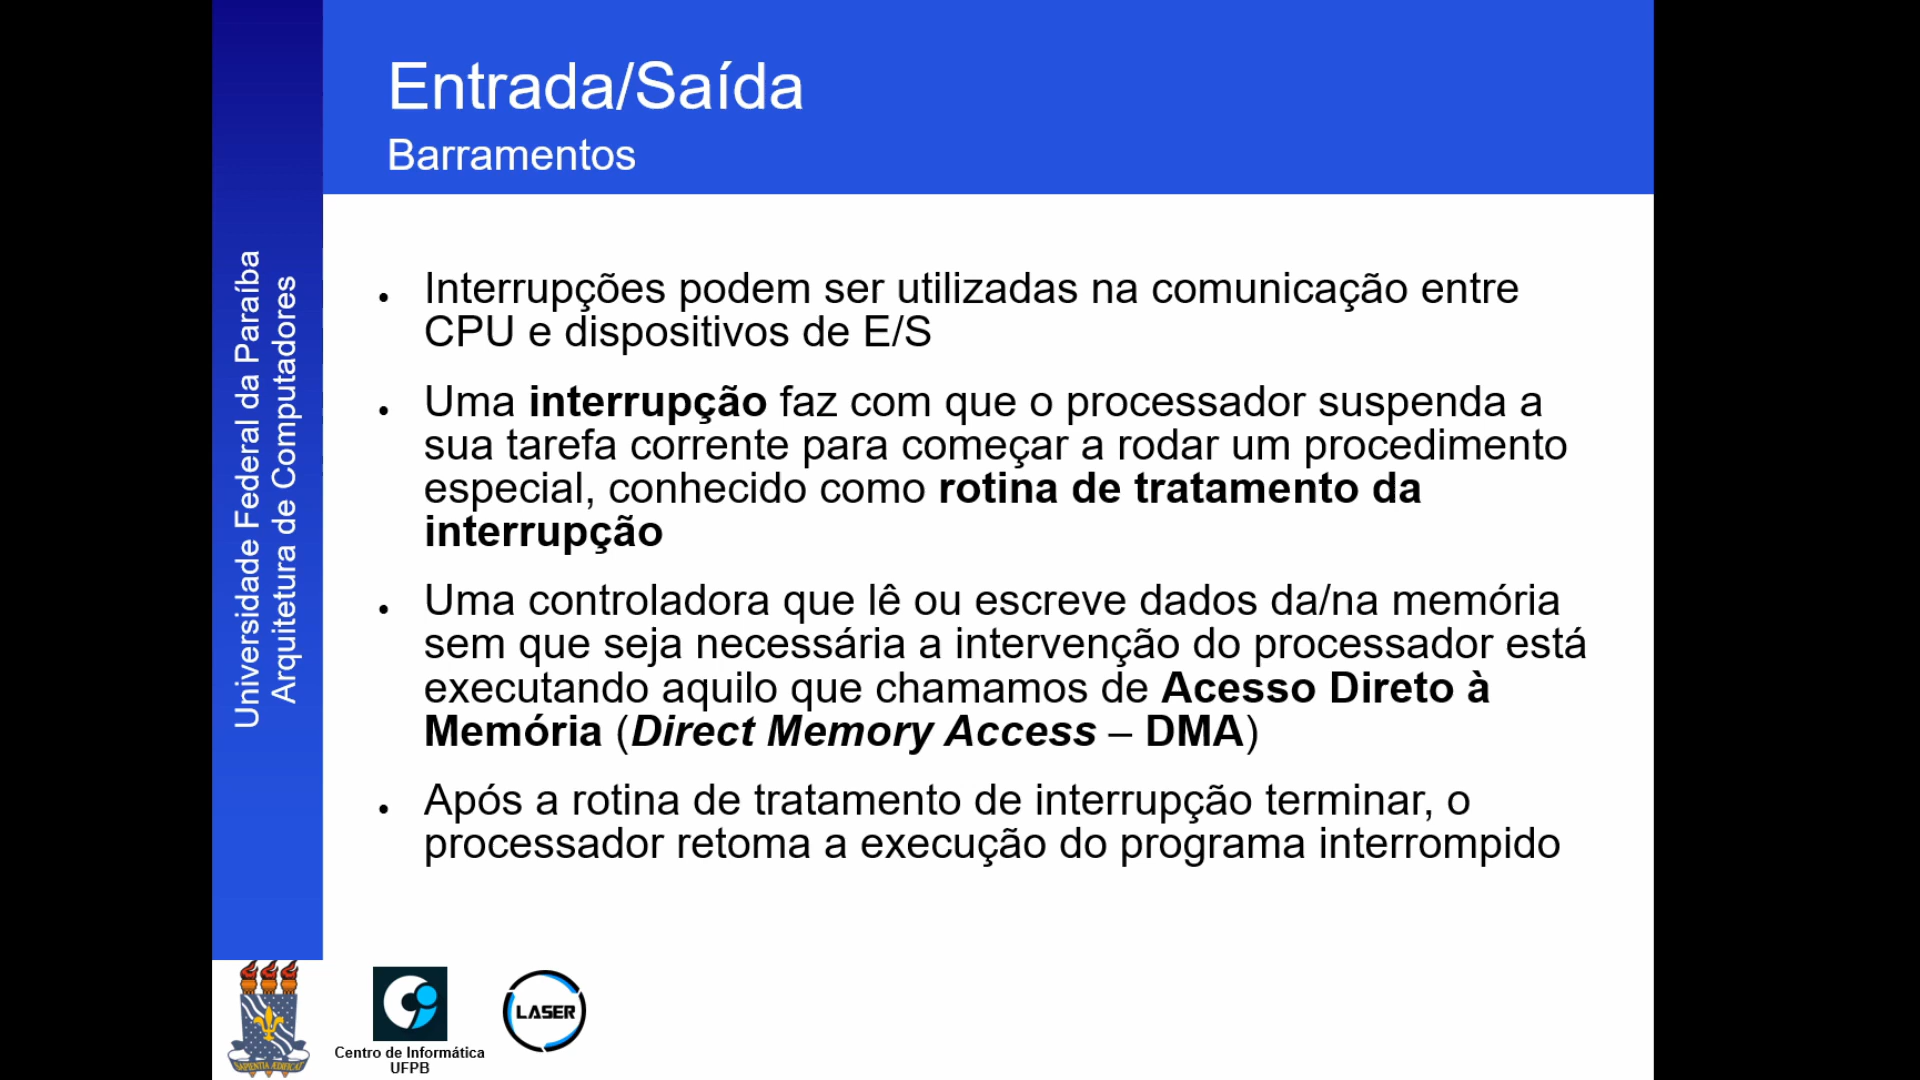 Entrada/Saída
Barramentos
Universidade Federal da Paraíba
Arquitetura de Computadores
● Interrupções podem ser utilizadas na comunicação entre
CPU e dispositivos de E/S
● Uma interrupção faz com que o processador suspenda a
sua tarefa corrente para começar a rodar um procedimento
especial, conhecido como rotina de tratamento da
interrupção
● Uma controladora que lê ou escreve dados da/na memória
sem que seja necessária a intervenção do processador está
executando aquilo que chamamos de Acesso Direto à
Memória (Direct Memory Access – DMA)
● Após a rotina de tratamento de interrupção terminar, o
processador retoma a execução do programa interrompido
SAPIENTIA ÆDIFICAT
Centro de Informática
UFPB
LASER